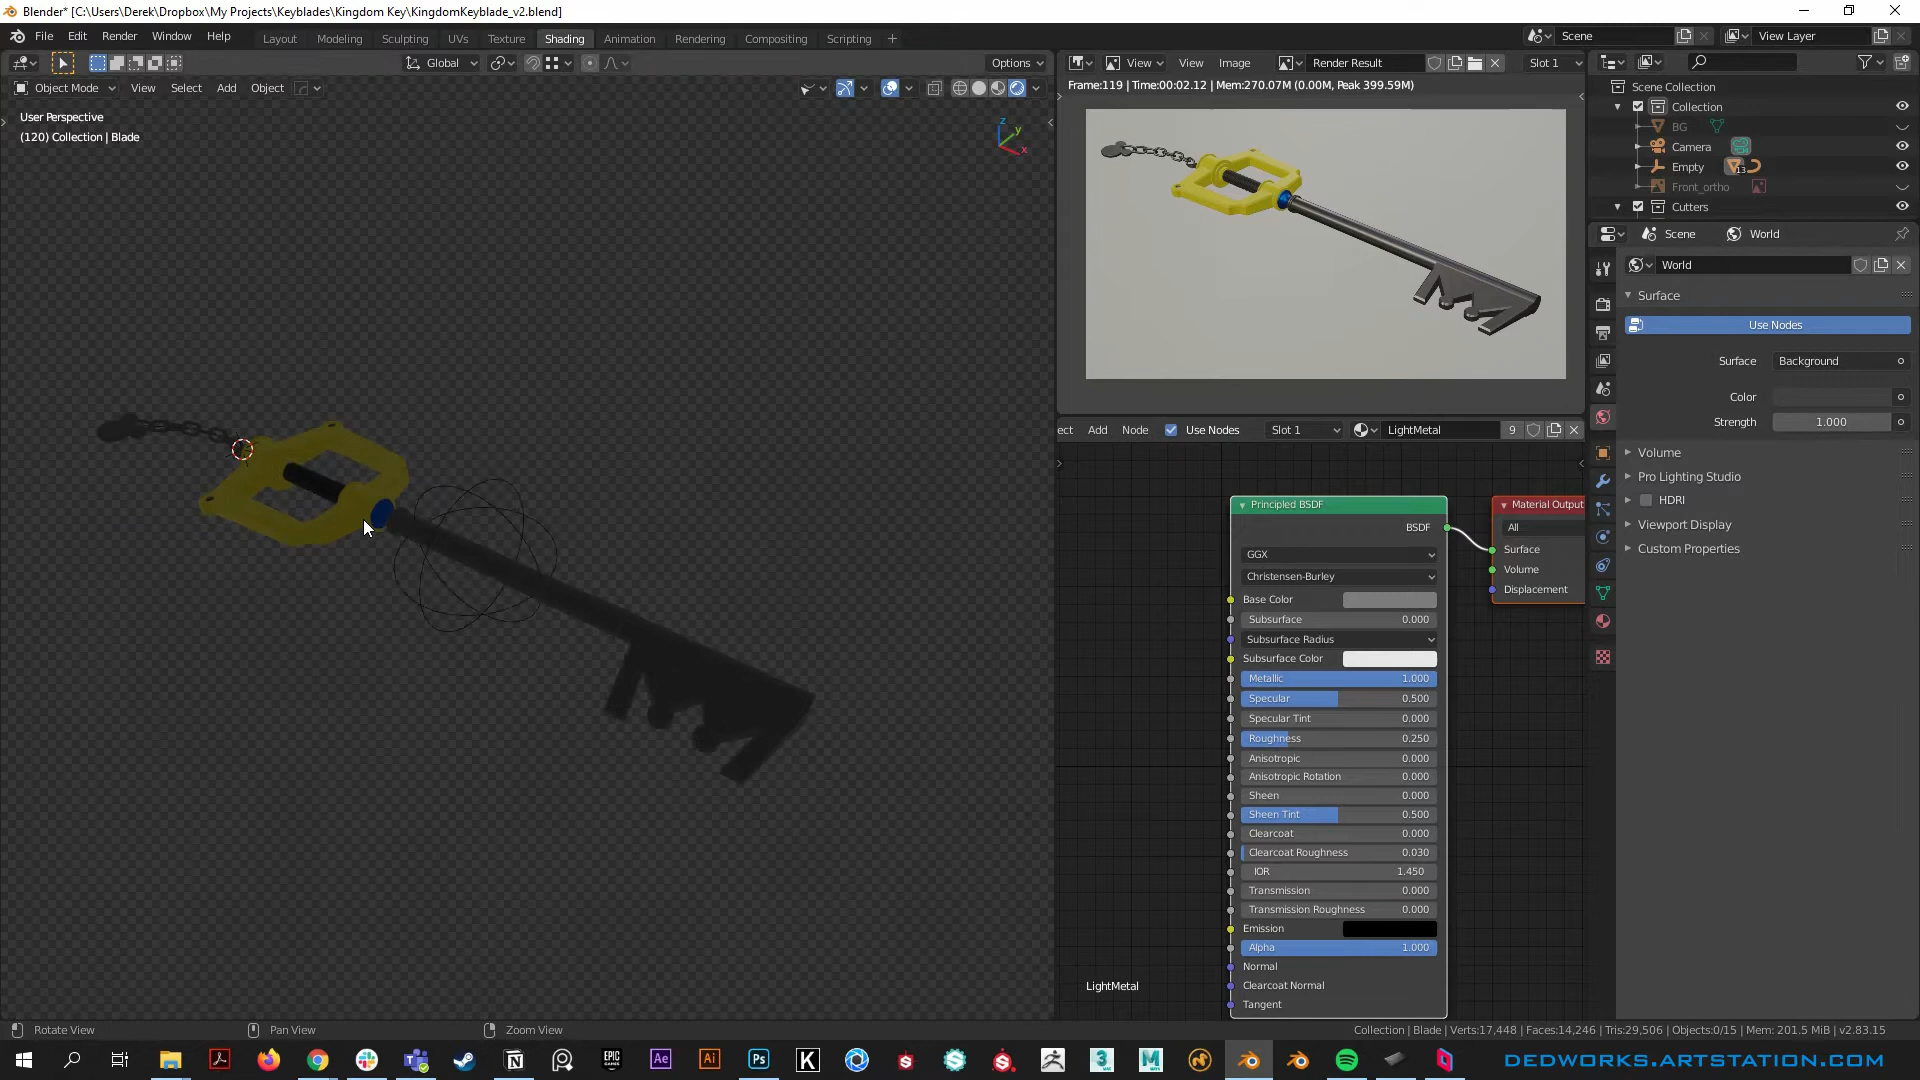 Blender* [C:\Users\Derek\Dropbox\My Projects\Keyblades\Kingdom Key\KingdomKeyblade_v2.blend]
File Edit Render Window Help
Layout Modeling Sculpting UVs Texture Shading Animation Rendering Compositing Scripting +
Scene
View Layer
Global
Options
Object Mode View Select Add Object
User Perspective
(120) Collection | Blade
z
y
x
View View Image Render Result Slot 1
Frame:119 | Time:00:02.12 | Mem:270.07M (0.00M, Peak 399.59M)
Scene Collection
Collection
BG
Camera
Empty 13
Front_ortho
Cutters
Scene World
World
Surface
Use Nodes
Surface Background
Color
Strength 1.000
Volume
Pro Lighting Studio
HDRI
Viewport Display
Custom Properties
ect Add Node Use Nodes Slot 1 LightMetal 9
Principled BSDF
BSDF
GGX
Christensen-Burley
Base Color
Subsurface 0.000
Subsurface Radius
Subsurface Color
Metallic 1.000
Specular 0.500
Specular Tint 0.000
Roughness 0.250
Anisotropic 0.000
Anisotropic Rotation 0.000
Sheen 0.000
Sheen Tint 0.500
Clearcoat 0.000
Clearcoat Roughness 0.030
IOR 1.450
Transmission 0.000
Transmission Roughness 0.000
Emission
Alpha 1.000
Normal
Clearcoat Normal
Tangent
Material Output
All
Surface
Volume
Displacement
LightMetal
Rotate View Pan View Zoom View
Collection | Blade | Verts:17,448 | Faces:14,246 | Tris:29,506 | Objects:0/15 | Mem: 201.5 MiB | v2.83.15
EPIC GAMES
Ae
Ai
Ps
K
DEDWORKS.ARTSTATION.COM